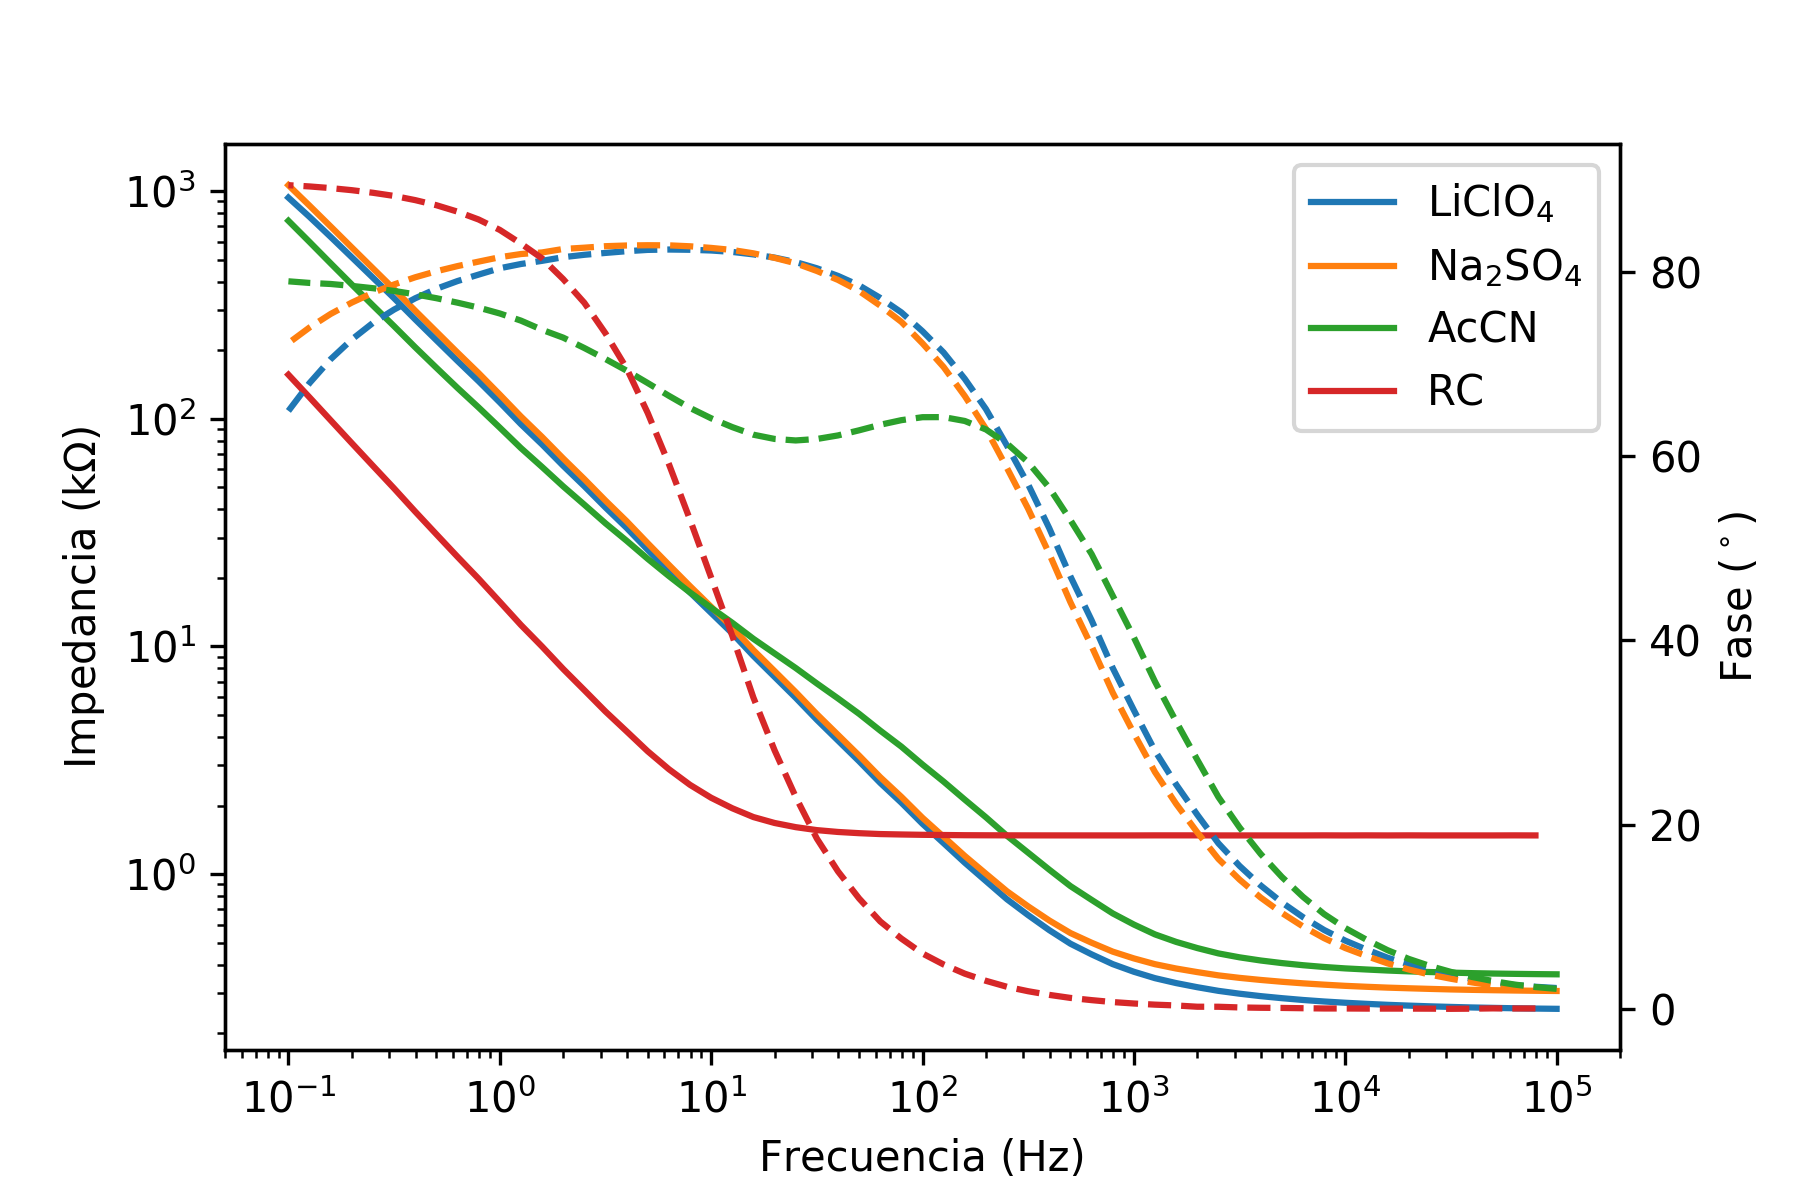 LiClO₄
Na₂SO₄
AcCN
RC
10³
10²
10¹
10⁰
Impedancia (kΩ)
80
60
40
20
0
Fase (°)
10⁻¹ 10⁰ 10¹ 10² 10³ 10⁴ 10⁵
Frecuencia (Hz)